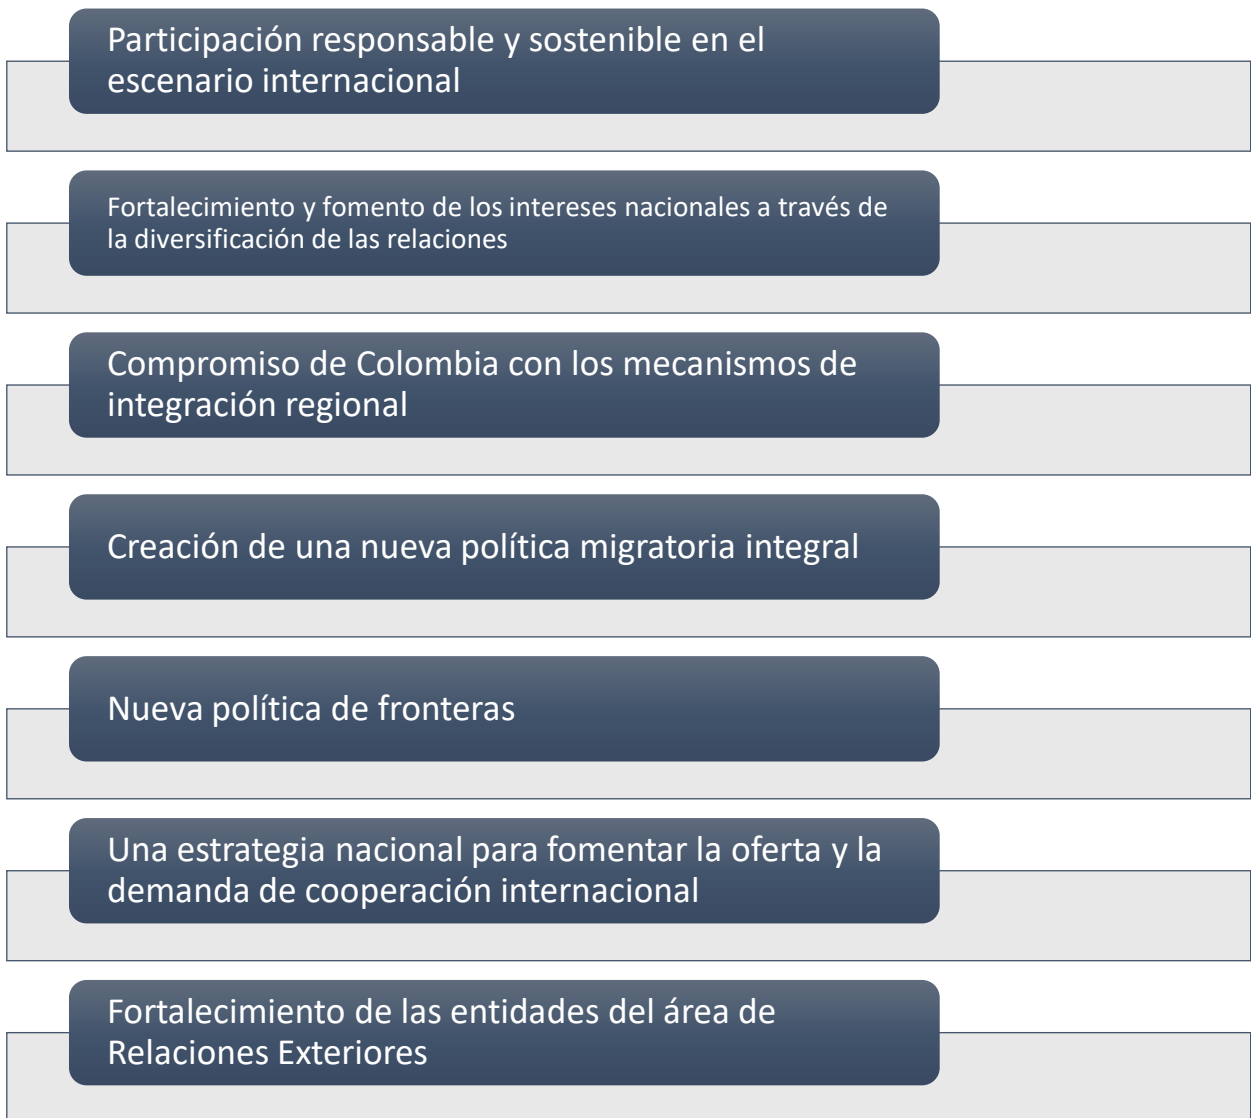 Participación responsable y sostenible en el
escenario internacional
Fortalecimiento y fomento de los intereses nacionales a través de
la diversificación de las relaciones
Compromiso de Colombia con los mecanismos de
integración regional
Creación de una nueva política migratoria integral
Nueva política de fronteras
Una estrategia nacional para fomentar la oferta y la
demanda de cooperación internacional
Fortalecimiento de las entidades del área de
Relaciones Exteriores